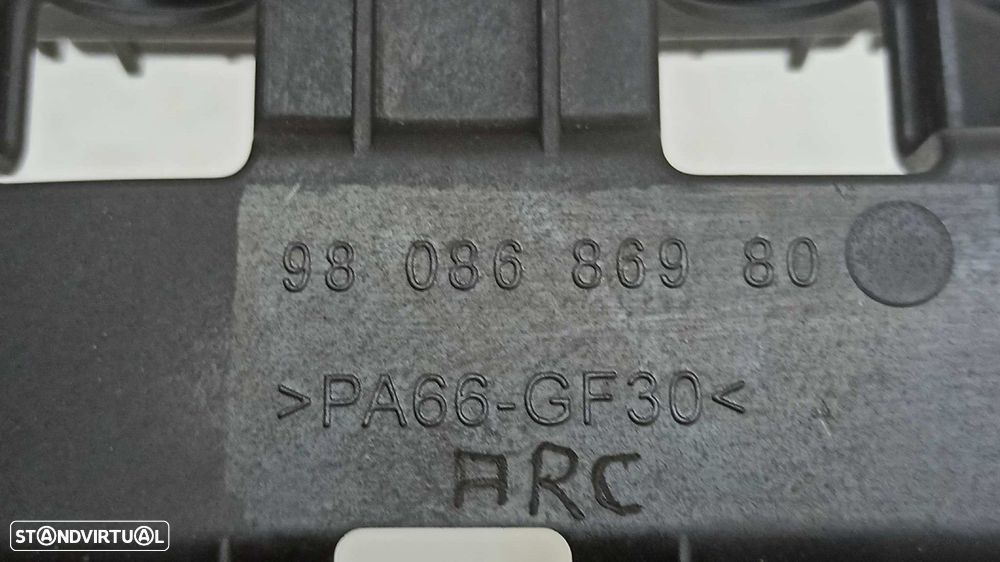 98 086 869 80
>PA66-GF30<
ARC
STANDVIRTUAL